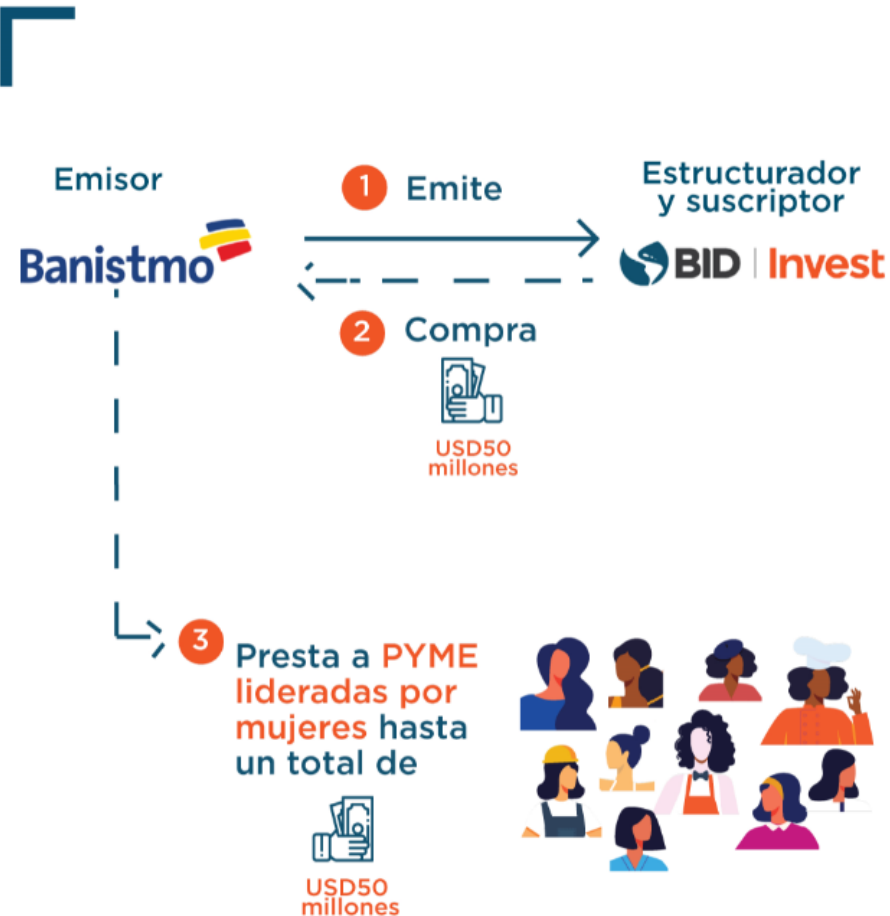 Emisor
Banistmo
1 Emite
Estructurador
y suscriptor
BID | Invest
2 Compra
USD50
millones
3 Presta a PYME
lideradas por
mujeres hasta
un total de
USD50
millones